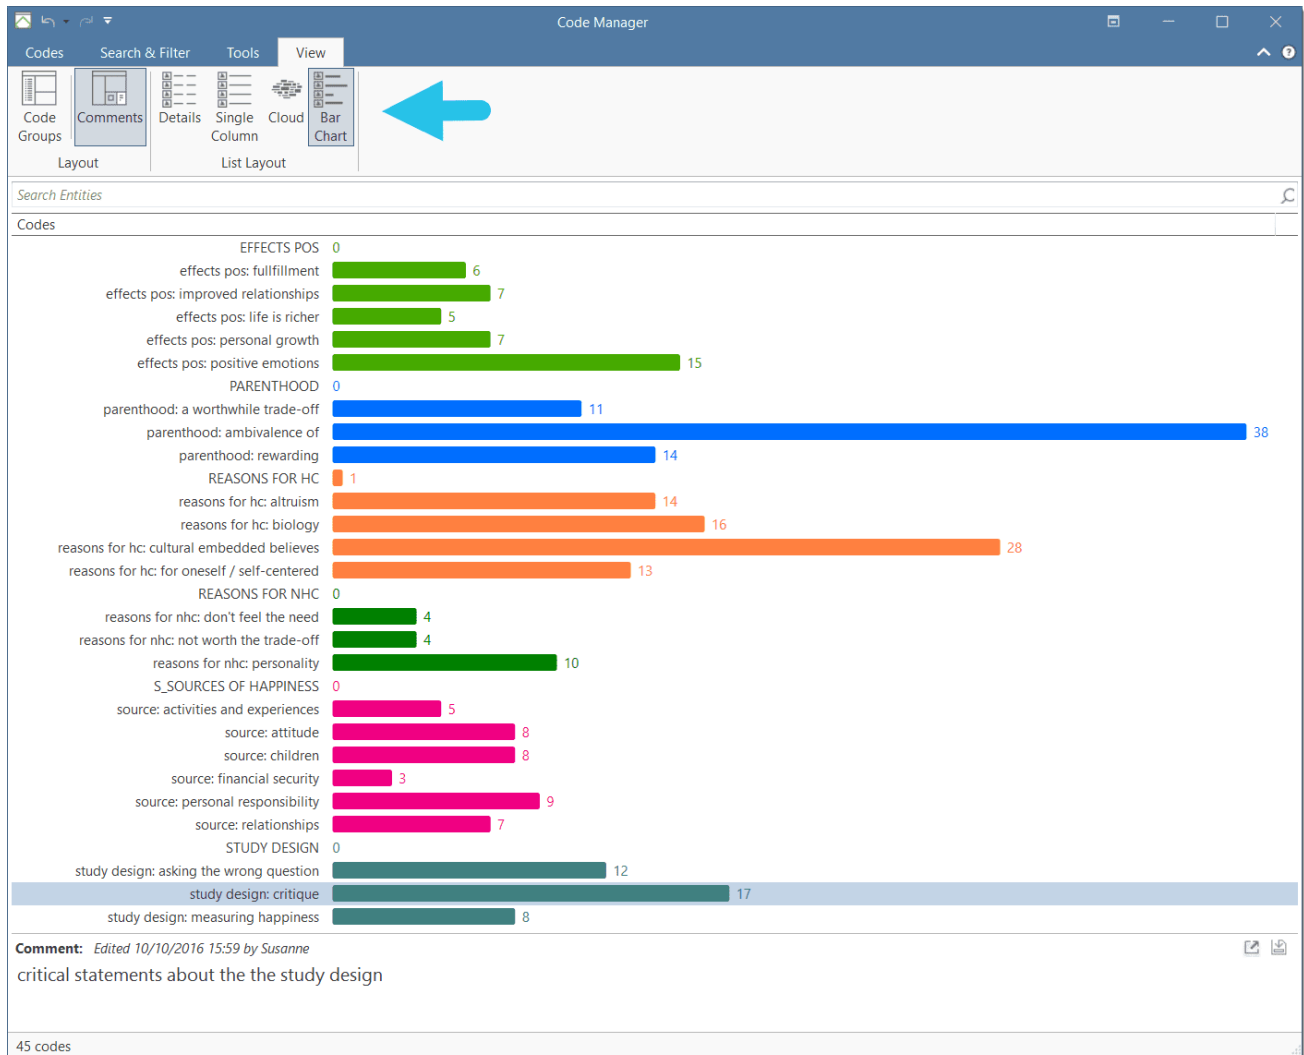 Code Manager
Codes Search & Filter Tools View
Code Groups Comments Details Single Column Cloud Bar Chart
Layout List Layout
Search Entities
Codes
EFFECTS POS 0
effects pos: fullfillment 6
effects pos: improved relationships 7
effects pos: life is richer 5
effects pos: personal growth 7
effects pos: positive emotions 15
PARENTHOOD 0
parenthood: a worthwhile trade-off 11
parenthood: ambivalence of 38
parenthood: rewarding 14
REASONS FOR HC 1
reasons for hc: altruism 14
reasons for hc: biology 16
reasons for hc: cultural embedded believes 28
reasons for hc: for oneself / self-centered 13
REASONS FOR NHC 0
reasons for nhc: don't feel the need 4
reasons for nhc: not worth the trade-off 4
reasons for nhc: personality 10
S_SOURCES OF HAPPINESS 0
source: activities and experiences 5
source: attitude 8
source: children 8
source: financial security 3
source: personal responsibility 9
source: relationships 7
STUDY DESIGN 0
study design: asking the wrong question 12
study design: critique 17
study design: measuring happiness 8
Comment: Edited 10/10/2016 15:59 by Susanne
critical statements about the the study design
45 codes